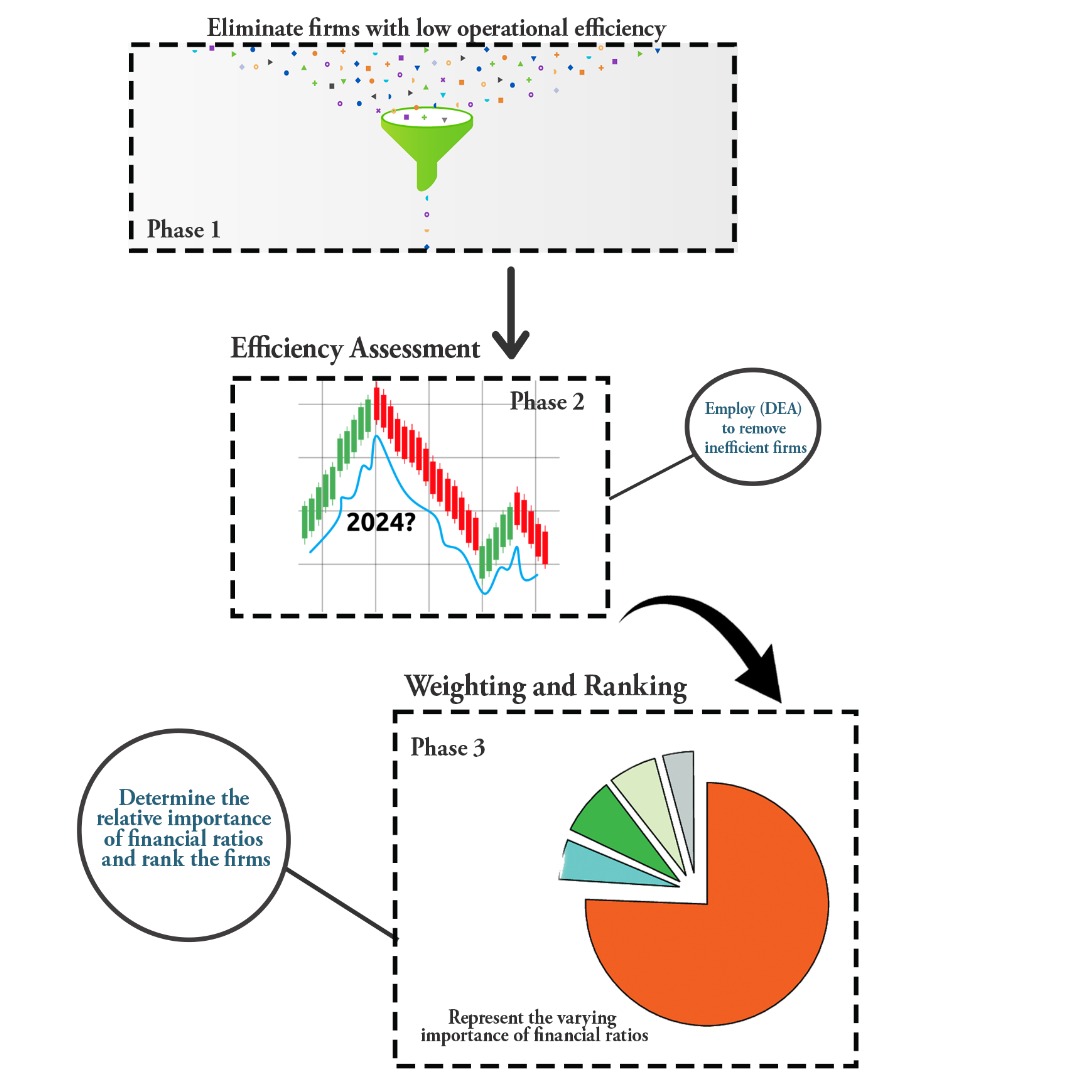 Eliminate firms with low operational efficiency
Phase 1
Efficiency Assessment
Phase 2
2024?
Employ (DEA)
to remove
inefficient firms
Weighting and Ranking
Phase 3
Determine the
relative importance
of financial ratios
and rank the firms
Represent the varying
importance of financial ratios